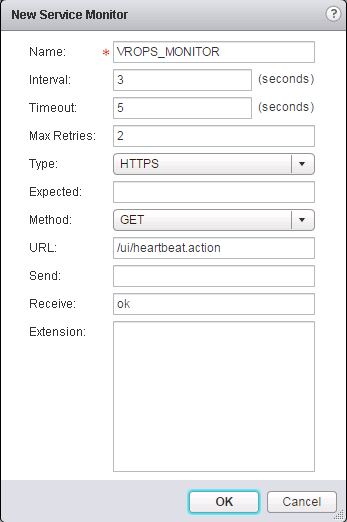 New Service Monitor ?
Name: * VROPS_MONITOR
Interval: 3 (seconds)
Timeout: 5 (seconds)
Max Retries: 2
Type: HTTPS
Expected:
Method: GET
URL: /ui/heartbeat.action
Send:
Receive: ok
Extension:
OK Cancel